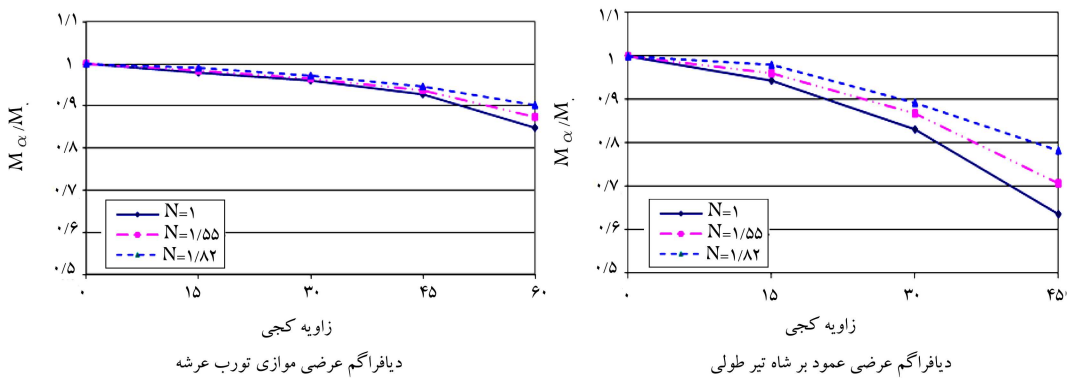 ۱/۱
۱
۰/۹
۰/۸
۰/۷
۰/۶
۰/۵
M α /M ۰
N=۱
N=۱/۵۵
N=۱/۸۲
۰ ۱۵ ۳۰ ۴۵ ۶۰
زاویه کجی
دیافراگم عرضی موازی تورب عرشه
۱/۱
۱
۰/۹
۰/۸
۰/۷
۰/۶
۰/۵
M α /M ۰
N=۱
N=۱/۵۵
N=۱/۸۲
۰ ۱۵ ۳۰ ۴۵
زاویه کجی
دیافراگم عرضی عمود بر شاه تیر طولی